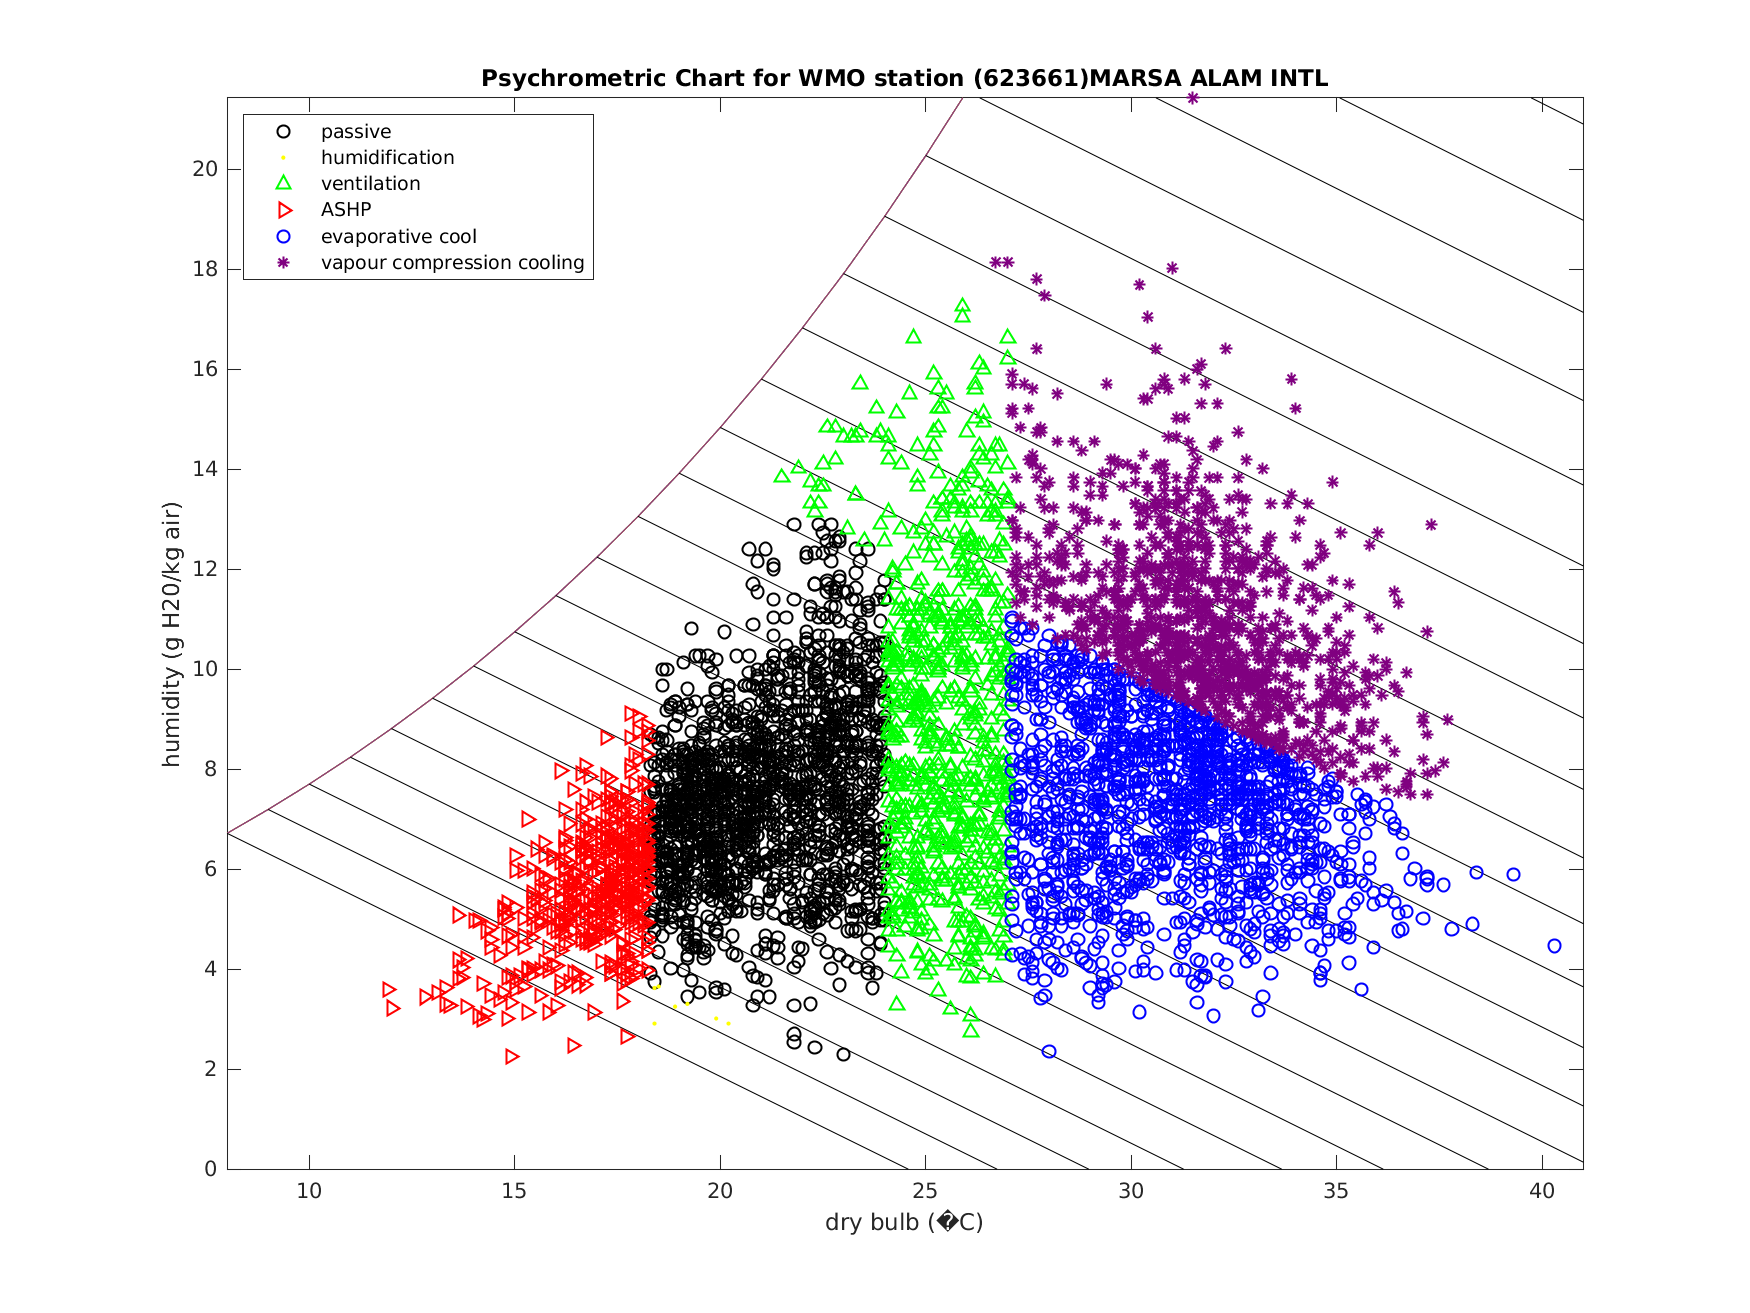 Psychrometric Chart for WMO station (623661)MARSA ALAM INTL
passive
humidification
ventilation
ASHP
evaporative cool
vapour compression cooling
humidity (g H20/kg air)
20
18
16
14
12
10
8
6
4
2
0
10 15 20 25 30 35 40
dry bulb (�C)